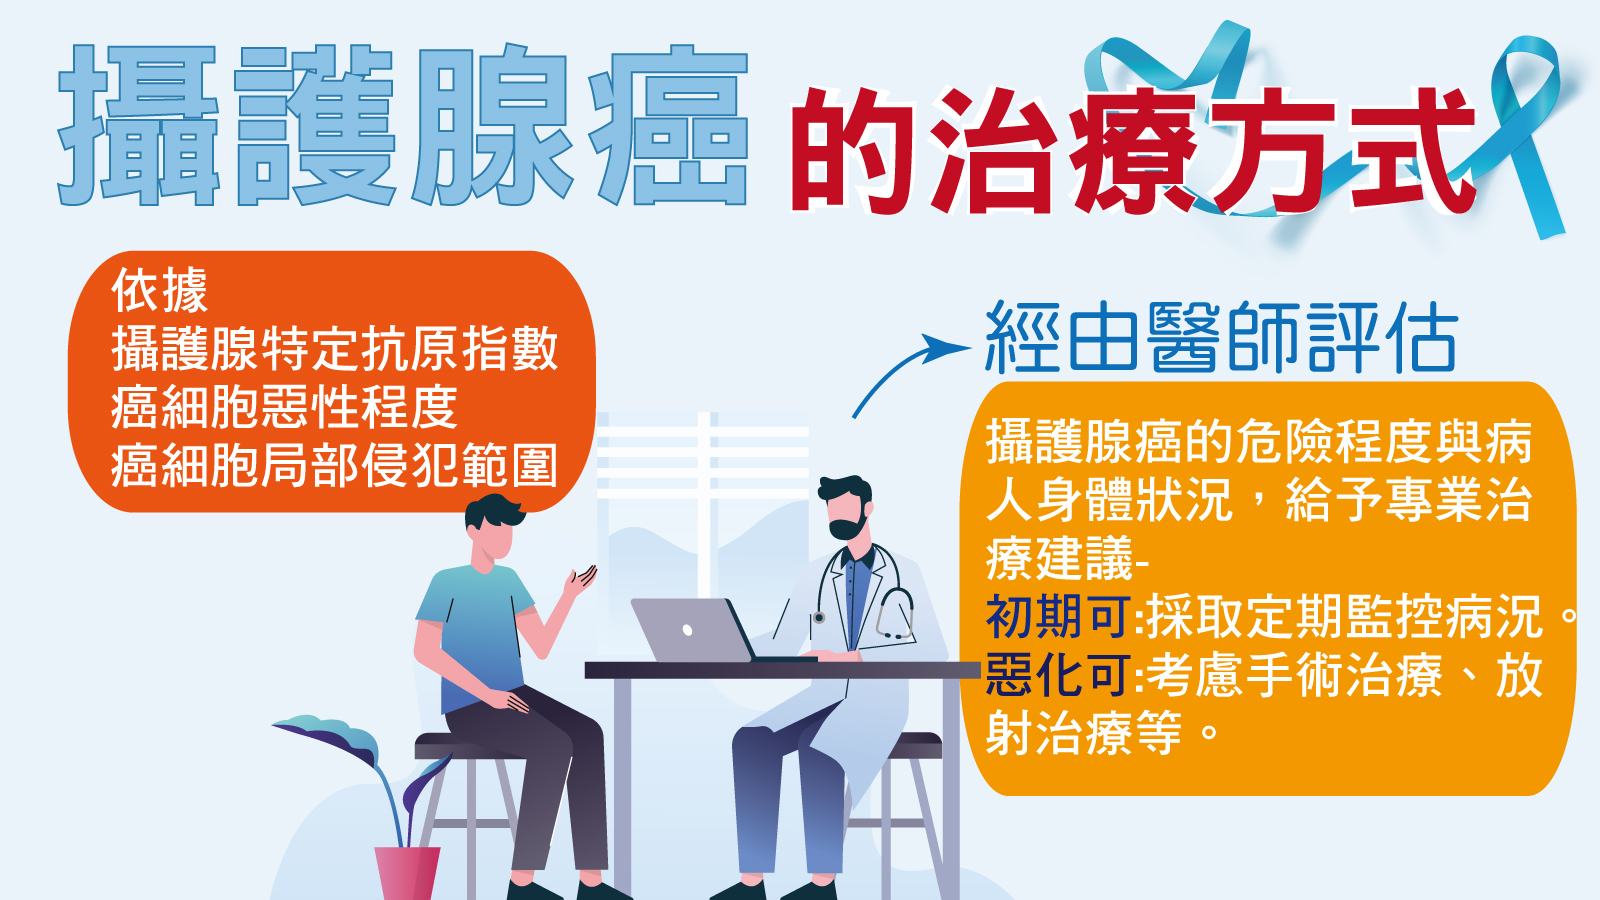 攝護腺癌的治療方式
依據
攝護腺特定抗原指數
癌細胞惡性程度
癌細胞局部侵犯範圍
經由醫師評估
攝護腺癌的危險程度與病
人身體狀況，給予專業治
療建議-
初期可:採取定期監控病況。
惡化可:考慮手術治療、放
射治療等。